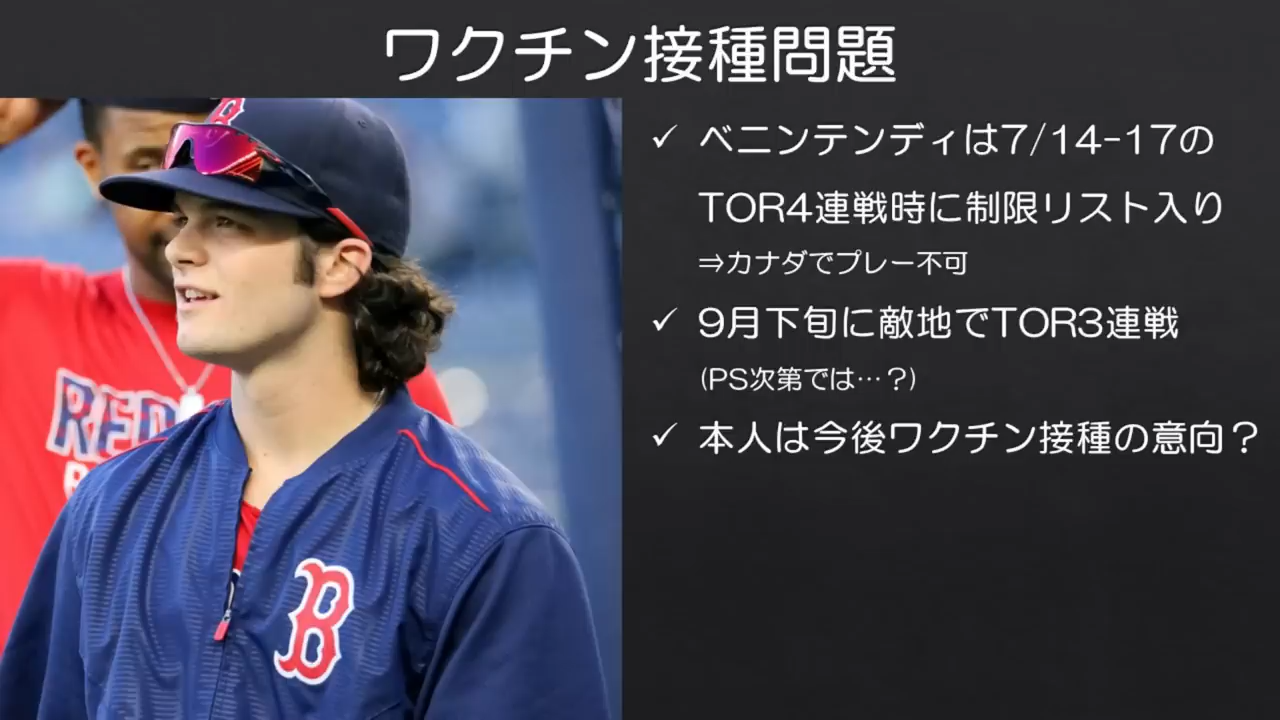 ワクチン接種問題
✓ ベニンテンディは7/14-17の
TOR4連戦時に制限リスト入り
⇒カナダでプレー不可
✓ 9月下旬に敵地でTOR3連戦
(PS次第では…？)
✓ 本人は今後ワクチン接種の意向？
B
RED
B